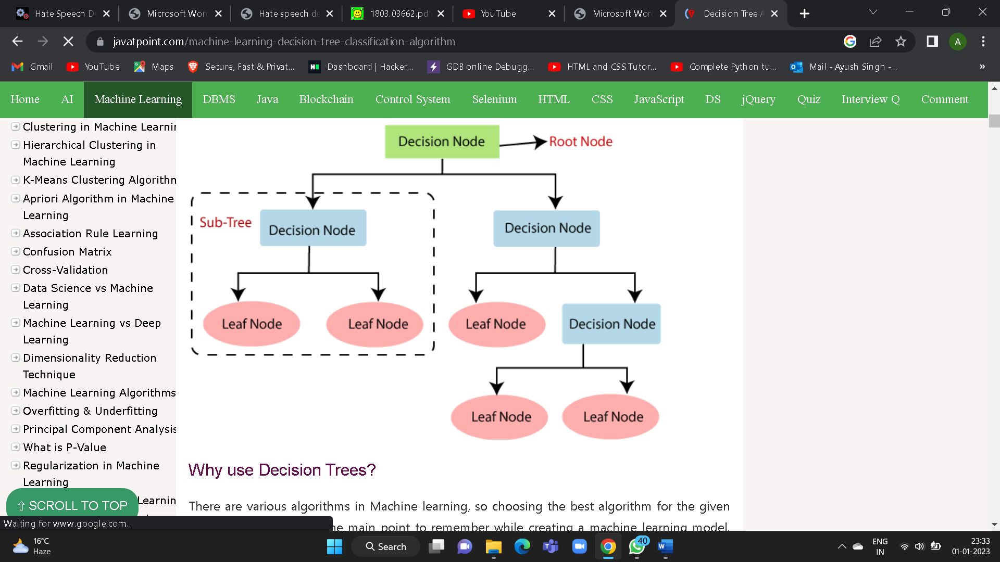 Hate Speech De
Microsoft Wor
Hate speech de
1803.03662.pdf
YouTube
Microsoft Wor
Decision Tree A
javatpoint.com/machine-learning-decision-tree-classification-algorithm
A
Gmail
YouTube
Maps
Secure, Fast & Privat...
Dashboard | Hacker...
GDB online Debugg...
HTML and CSS Tutor...
Complete Python tu...
Mail - Ayush Singh -...
»
Home
AI
Machine Learning
DBMS
Java
Blockchain
Control System
Selenium
HTML
CSS
JavaScript
DS
jQuery
Quiz
Interview Q
Comment
Clustering in Machine Learnin
Hierarchical Clustering in
Machine Learning
K-Means Clustering Algorithm
Apriori Algorithm in Machine
Learning
Association Rule Learning
Confusion Matrix
Cross-Validation
Data Science vs Machine
Learning
Machine Learning vs Deep
Learning
Dimensionality Reduction
Technique
Machine Learning Algorithms
Overfitting & Underfitting
Principal Component Analysis
What is P-Value
Regularization in Machine
Learning
Learnin
⇧ SCROLL TO TOP
Decision Node
Root Node
Sub-Tree
Decision Node
Decision Node
Leaf Node
Leaf Node
Leaf Node
Decision Node
Leaf Node
Leaf Node
Why use Decision Trees?
There are various algorithms in Machine learning, so choosing the best algorithm for the given
he main point to remember while creating a machine learning model.
Waiting for www.google.com...
16°C
Haze
Search
40
ENG
IN
23:33
01-01-2023